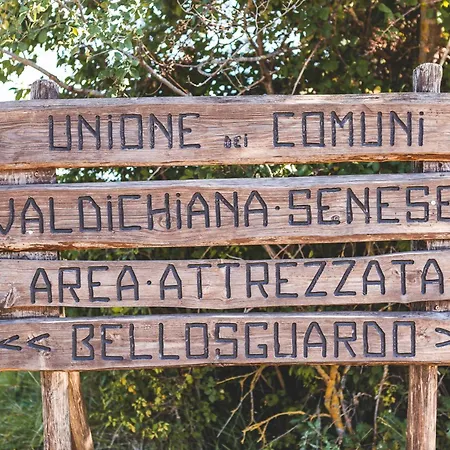 UNIONE DEI COMUNI
VALDICHIANA·SENESE
AREA·ATTREZZATA
<< BELLOSGUARDO >